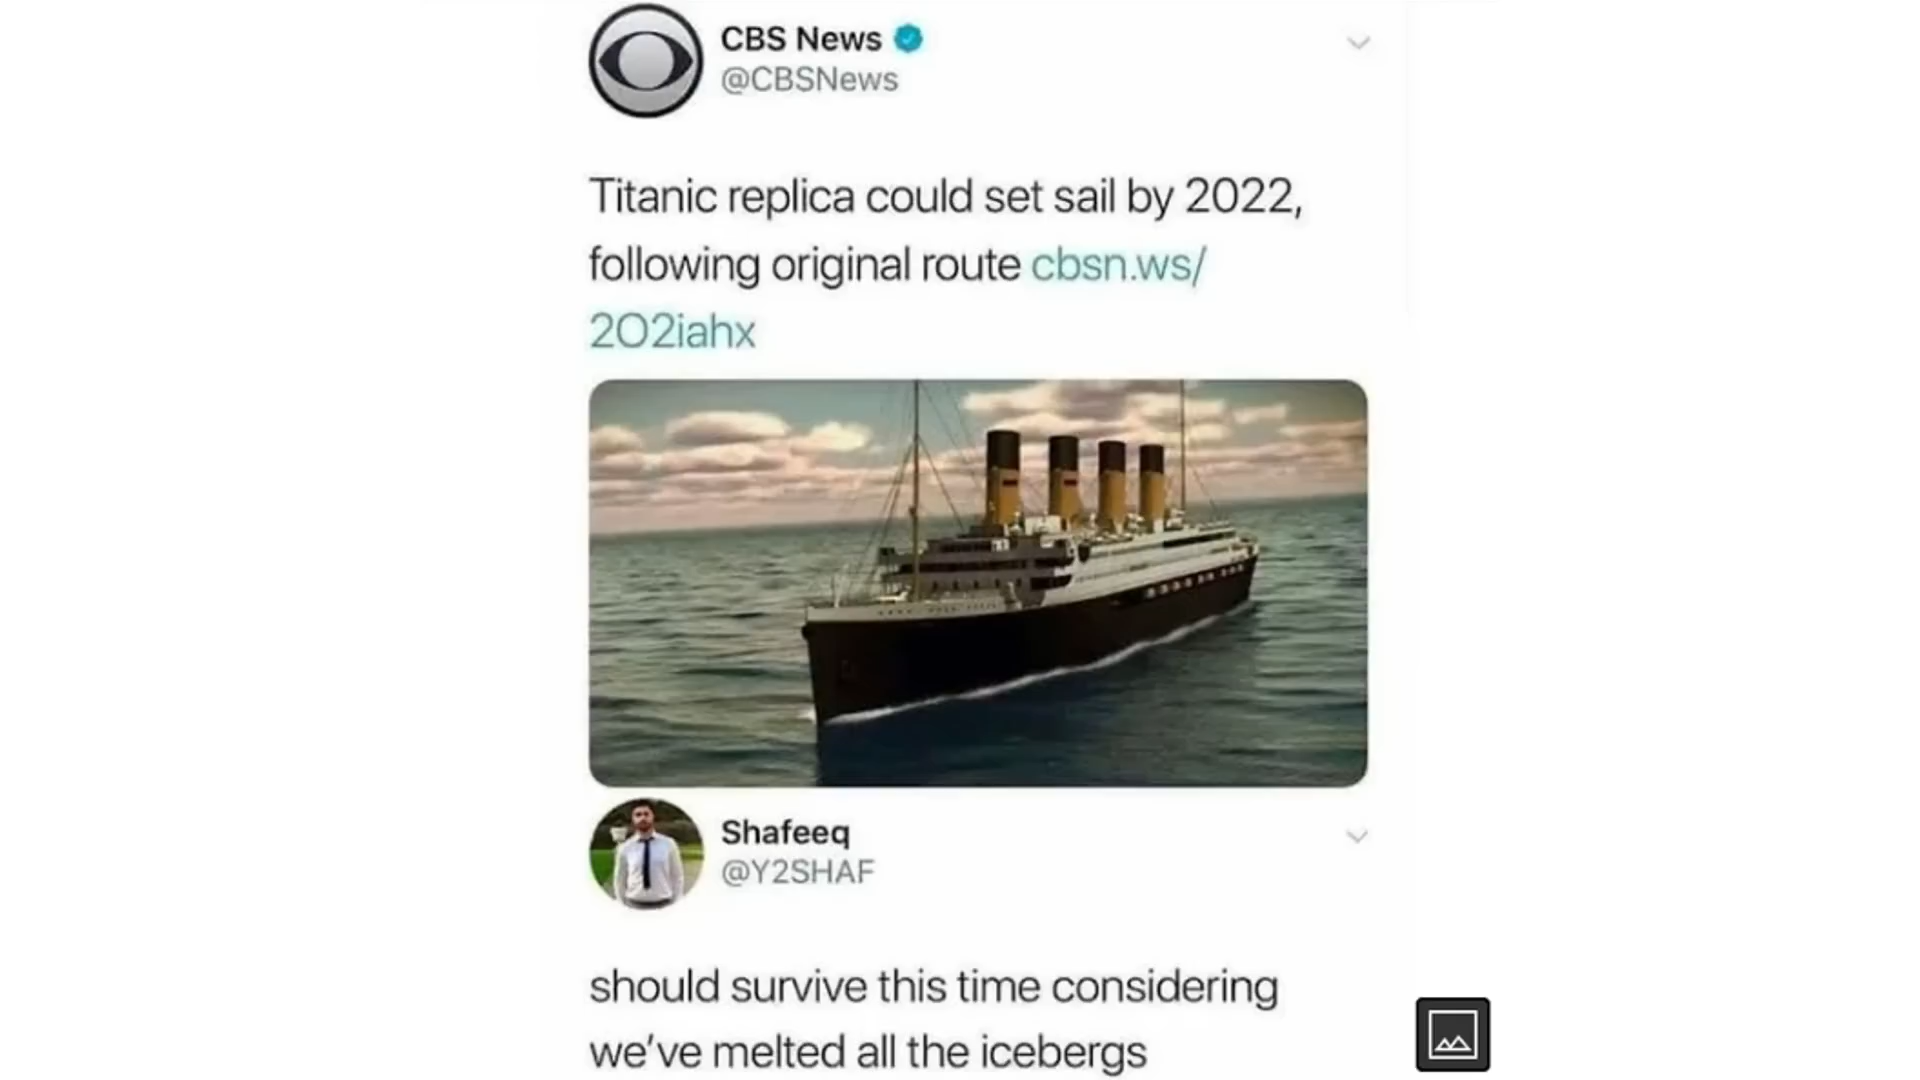 CBS News
@CBSNews
Titanic replica could set sail by 2022,
following original route cbsn.ws/
2O2iahx
Shafeeq
@Y2SHAF
should survive this time considering
we've melted all the icebergs